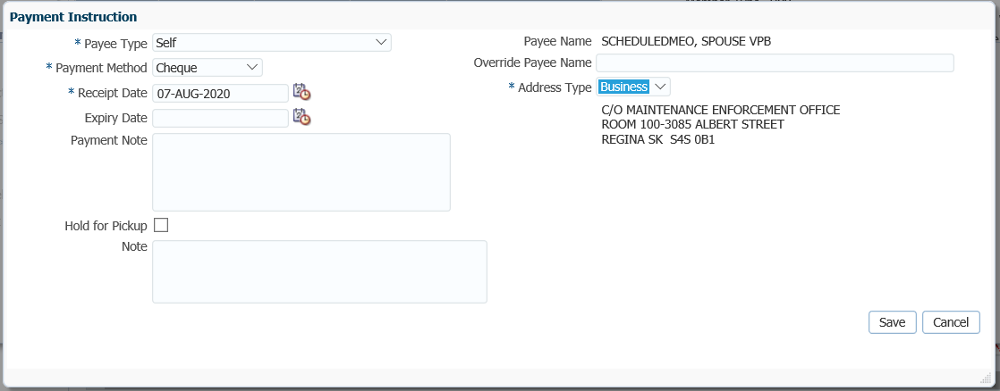 Payment Instruction
* Payee Type Self
* Payment Method Cheque
* Receipt Date 07-AUG-2020
Expiry Date
Payment Note
Hold for Pickup
Note
Payee Name SCHEDULEDMEO, SPOUSE VPB
Override Payee Name
* Address Type Business
C/O MAINTENANCE ENFORCEMENT OFFICE
ROOM 100-3085 ALBERT STREET
REGINA SK S4S 0B1
Save Cancel